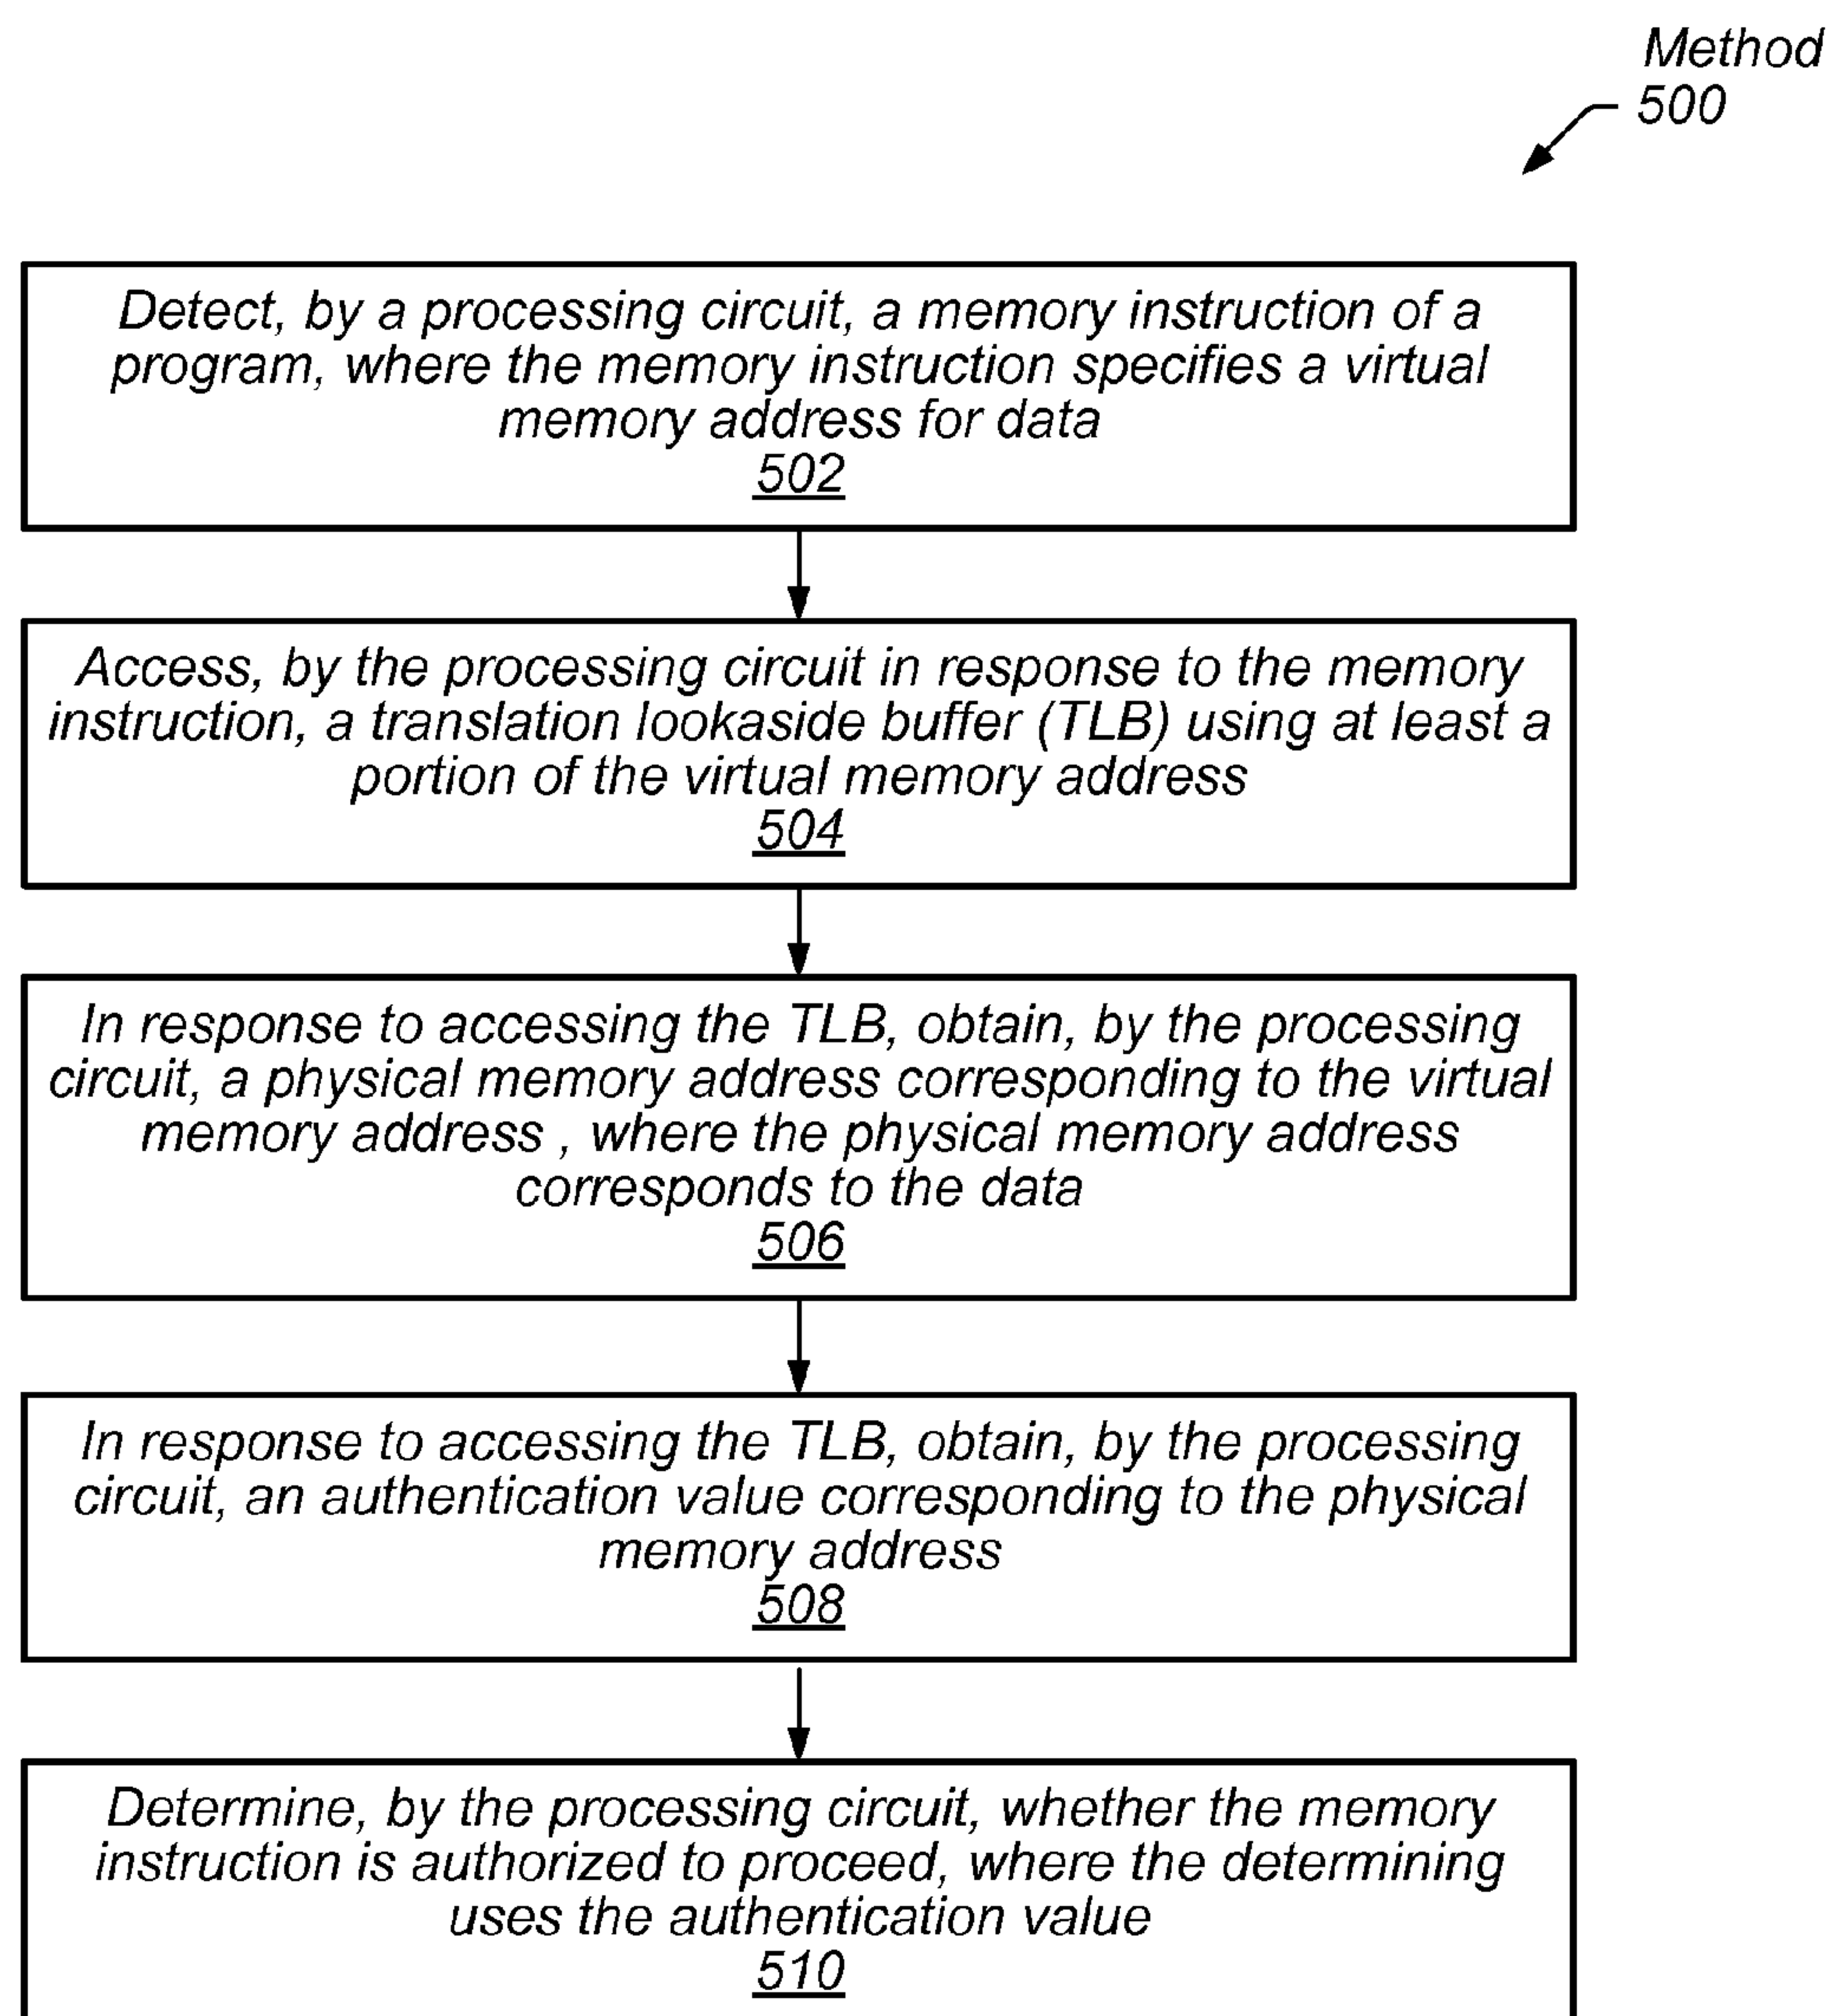 Method
500
Detect, by a processing circuit, a memory instruction of a
program, where the memory instruction specifies a virtual
memory address for data
502
Access, by the processing circuit in response to the memory
instruction, a translation lookaside buffer (TLB) using at least a
portion of the virtual memory address
504
In response to accessing the TLB, obtain, by the processing
circuit, a physical memory address corresponding to the virtual
memory address , where the physical memory address
corresponds to the data
506
In response to accessing the TLB, obtain, by the processing
circuit, an authentication value corresponding to the physical
memory address
508
Determine, by the processing circuit, whether the memory
instruction is authorized to proceed, where the determining
uses the authentication value
510